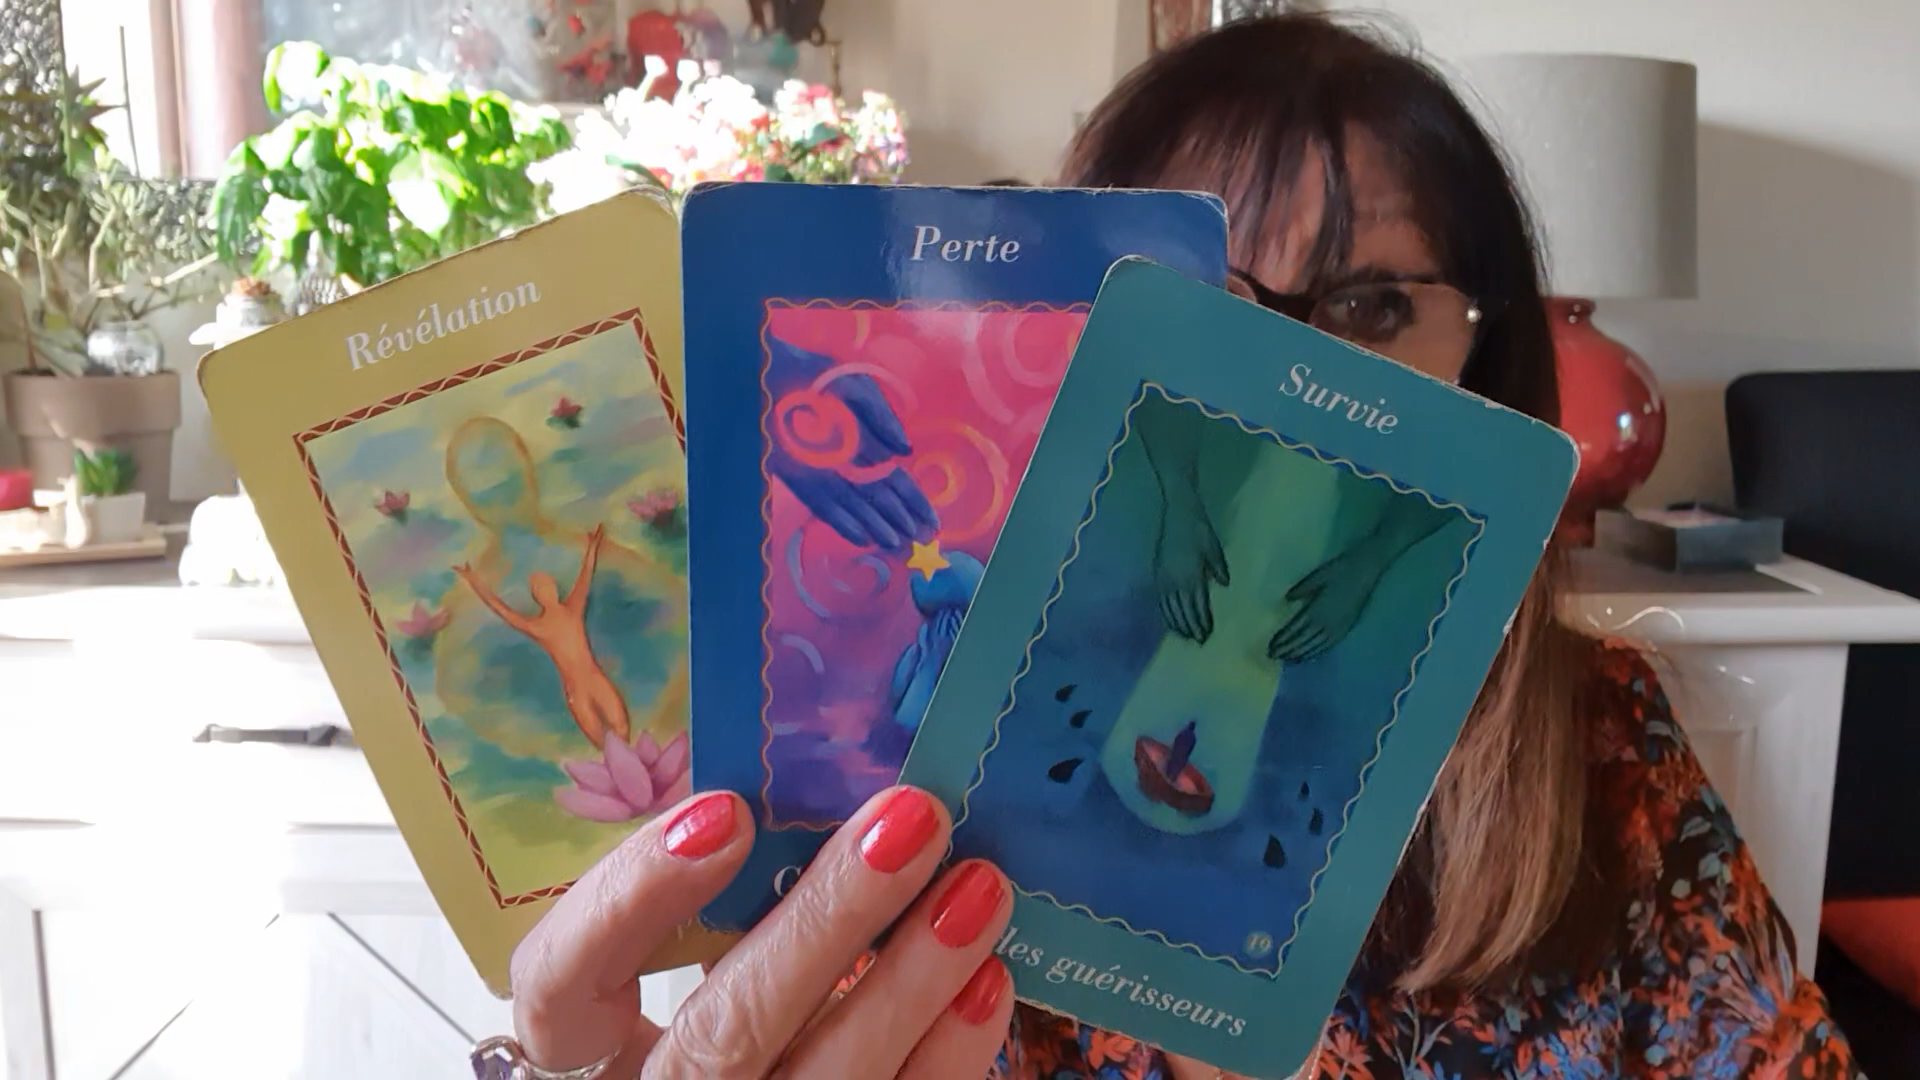 Révélation
Perte
Survie
19
les guérisseurs